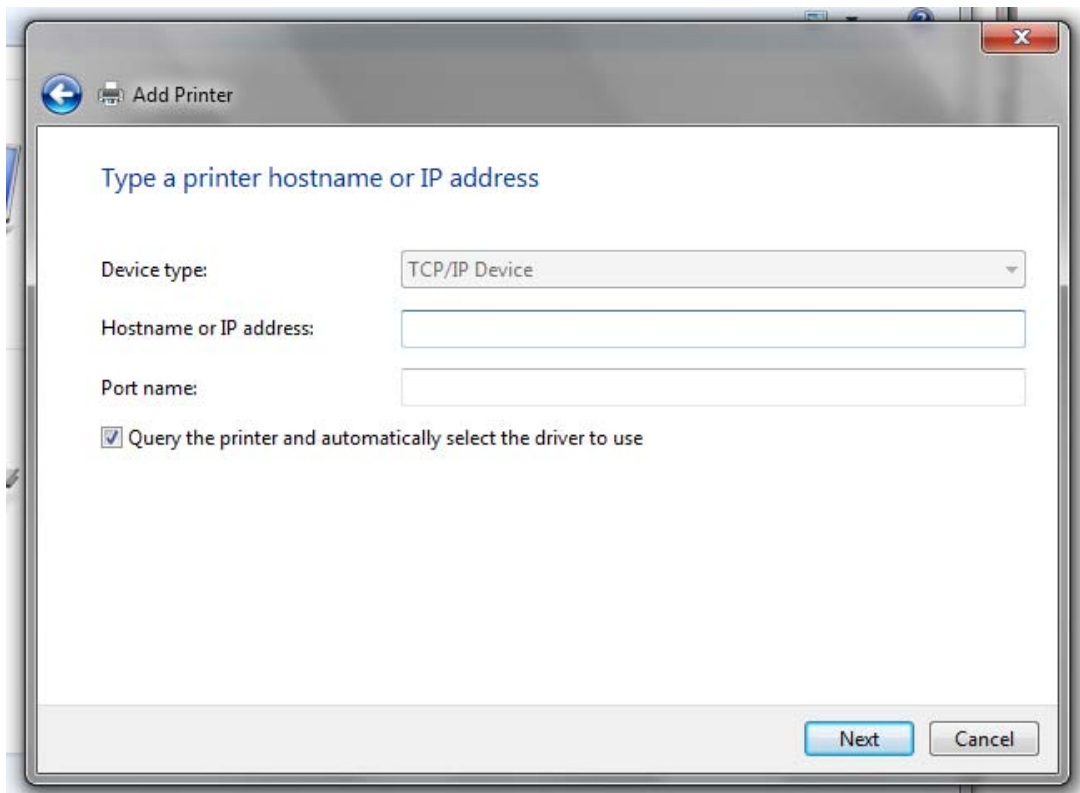 Add Printer
Type a printer hostname or IP address
Device type: TCP/IP Device
Hostname or IP address:
Port name:
Query the printer and automatically select the driver to use
Next Cancel